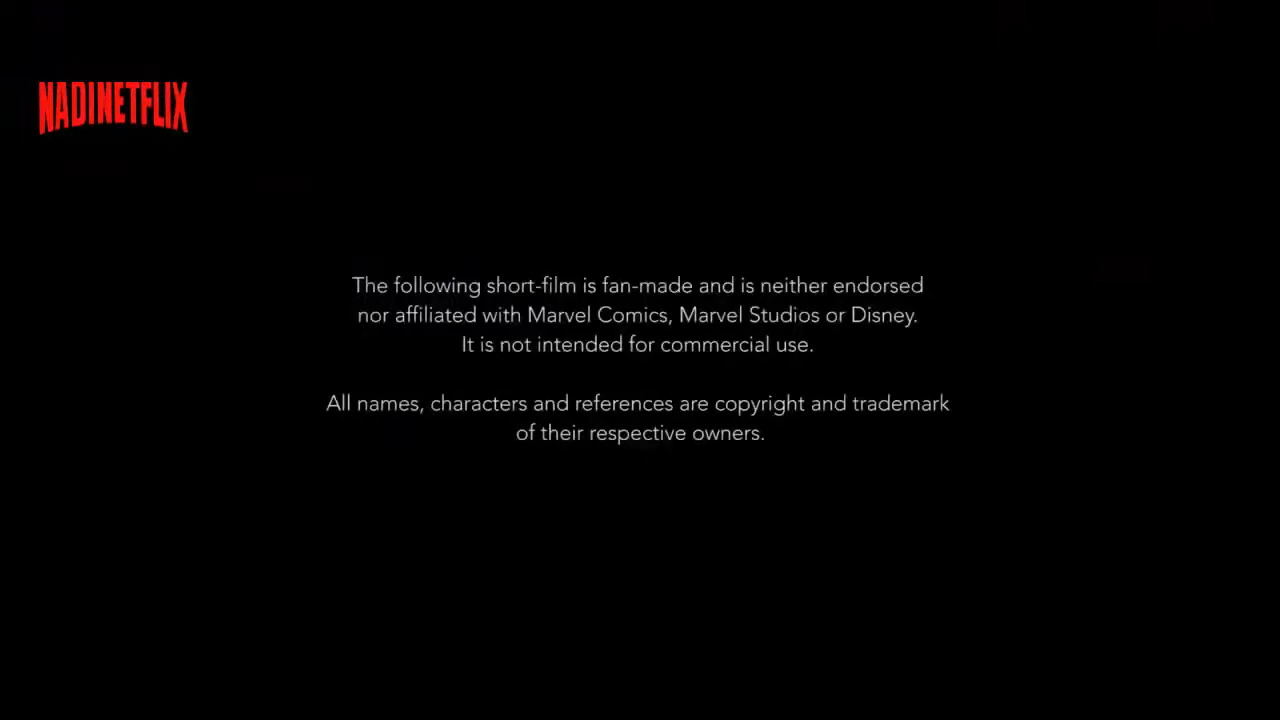 NADINETFLIX
The following short-film is fan-made and is neither endorsed
nor affiliated with Marvel Comics, Marvel Studios or Disney.
It is not intended for commercial use.
All names, characters and references are copyright and trademark
of their respective owners.